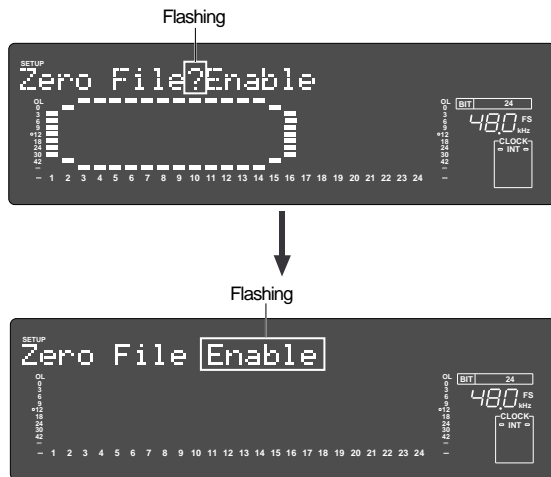 Flashing
SETUP
Zero File?Enable
OL
0
3
6
9
12
18
24
30
42
–
– 1 2 3 4 5 6 7 8 9 10 11 12 13 14 15 16 17 18 19 20 21 22 23 24 –
OL
0
3
6
9
12
18
24
30
42
–
BIT 24
48.0 FS
kHz
CLOCK
INT
Flashing
SETUP
Zero File Enable
OL
0
3
6
9
12
18
24
30
42
–
– 1 2 3 4 5 6 7 8 9 10 11 12 13 14 15 16 17 18 19 20 21 22 23 24 –
OL
0
3
6
9
12
18
24
30
42
–
BIT 24
48.0 FS
kHz
CLOCK
INT